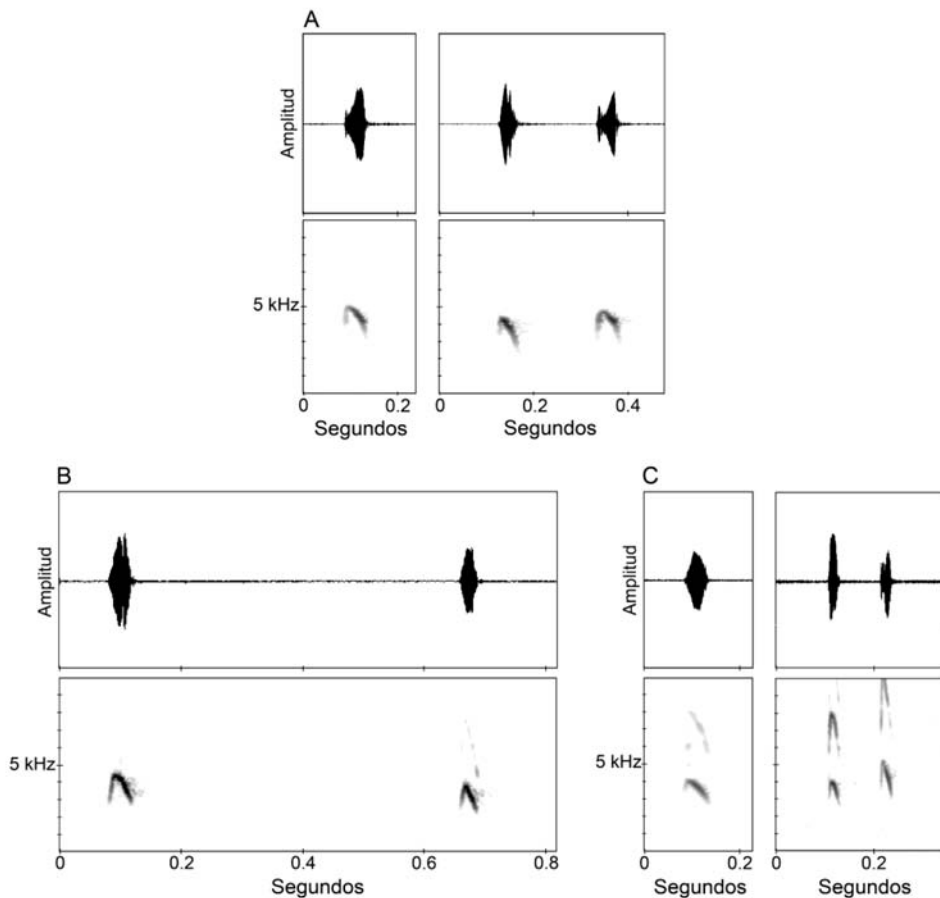 A
Amplitud
5 kHz
0 0.2 0 0.2 0.4
Segundos Segundos
B C
Amplitud Amplitud
5 kHz 5 kHz
0 0.2 0.4 0.6 0.8 0 0.2 0 0.2
Segundos Segundos Segundos